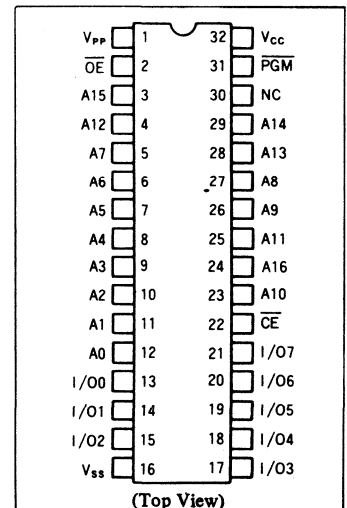 VPP 1 32 VCC
OE 2 31 PGM
A15 3 30 NC
A12 4 29 A14
A7 5 28 A13
A6 6 27 A8
A5 7 26 A9
A4 8 25 A11
A3 9 24 A16
A2 10 23 A10
A1 11 22 CE
A0 12 21 I/O7
I/O0 13 20 I/O6
I/O1 14 19 I/O5
I/O2 15 18 I/O4
VSS 16 17 I/O3
(Top View)